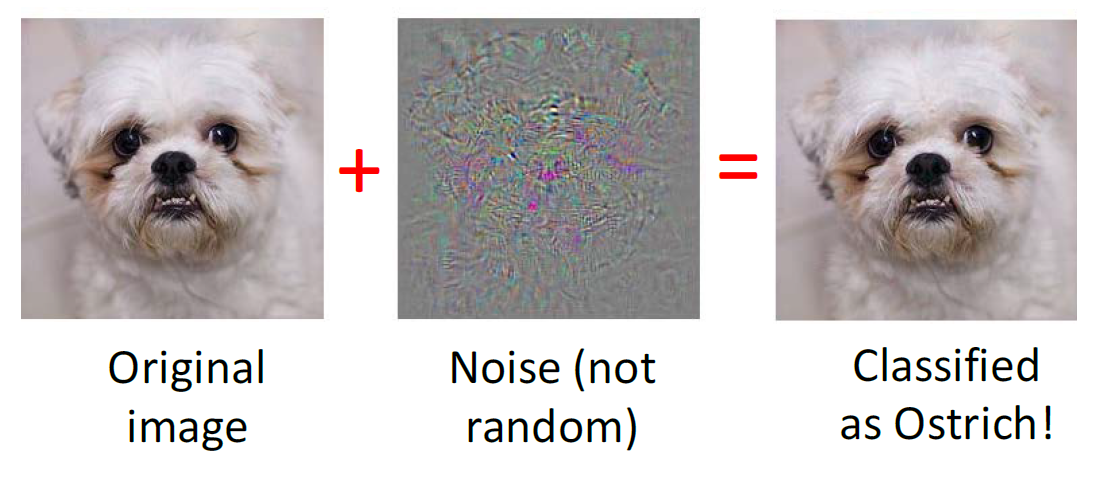 +
=
Original
image
Noise (not
random)
Classified
as Ostrich!